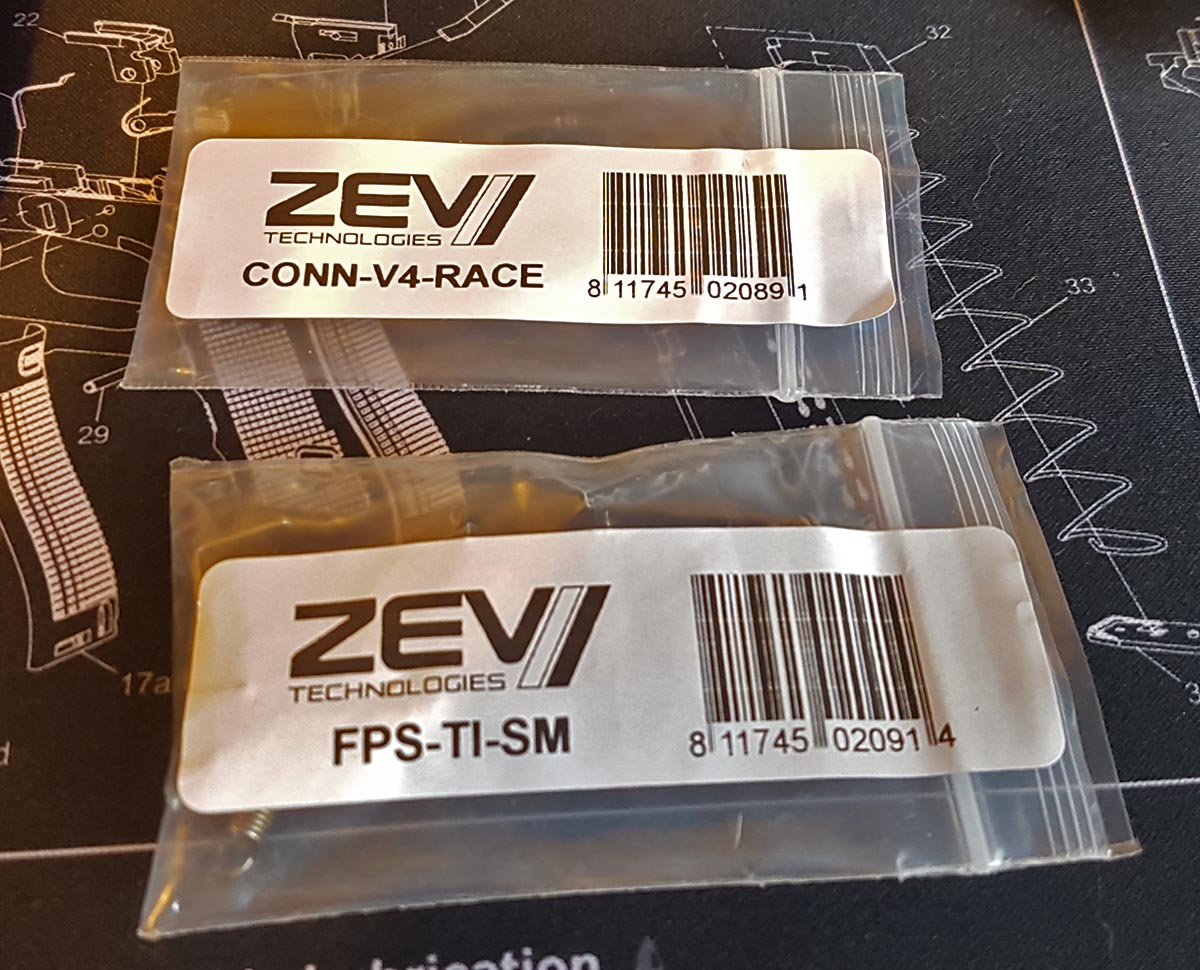 22
32
ZEV
TECHNOLOGIES
CONN-V4-RACE
8 11745 02089 1
33
29
ZEV
TECHNOLOGIES
FPS-TI-SM
8 11745 02091 4
17a